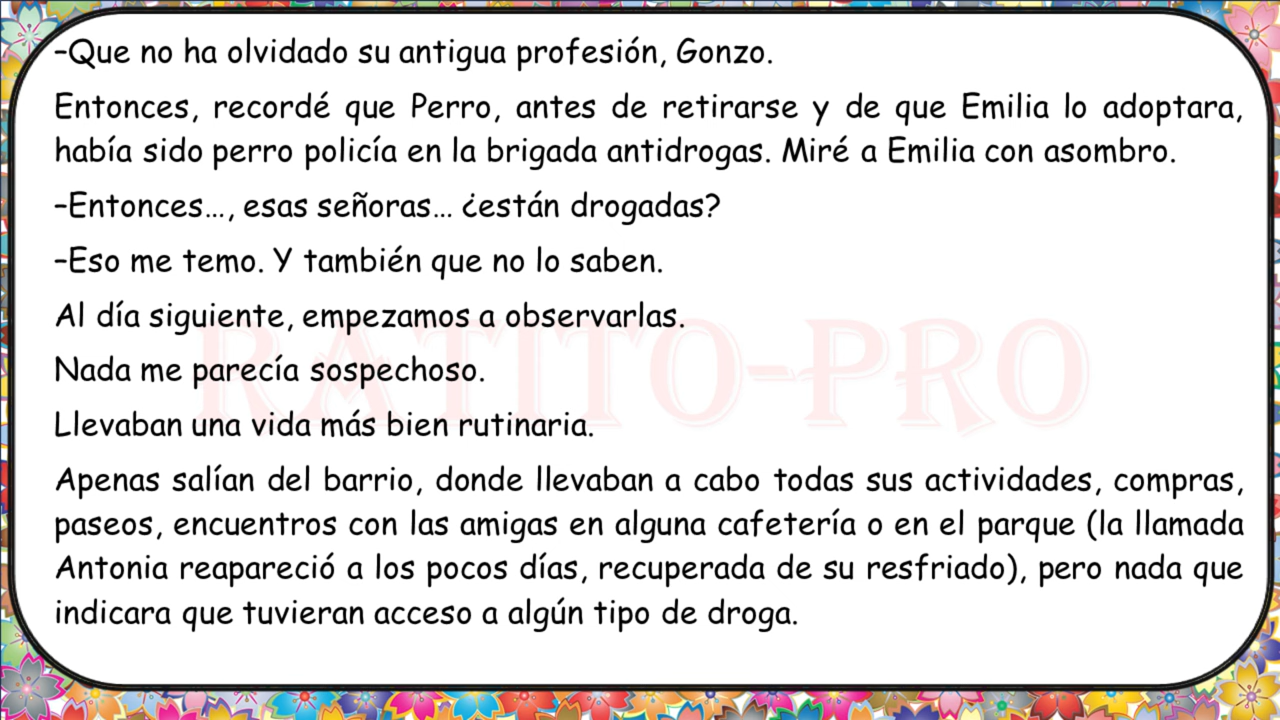 –Que no ha olvidado su antigua profesión, Gonzo.
Entonces, recordé que Perro, antes de retirarse y de que Emilia lo adoptara,
había sido perro policía en la brigada antidrogas. Miré a Emilia con asombro.
–Entonces…, esas señoras… ¿están drogadas?
–Eso me temo. Y también que no lo saben.
Al día siguiente, empezamos a observarlas.
Nada me parecía sospechoso.
Llevaban una vida más bien rutinaria.
Apenas salían del barrio, donde llevaban a cabo todas sus actividades, compras,
paseos, encuentros con las amigas en alguna cafetería o en el parque (la llamada
Antonia reapareció a los pocos días, recuperada de su resfriado), pero nada que
indicara que tuvieran acceso a algún tipo de droga.
RATITO-PRO